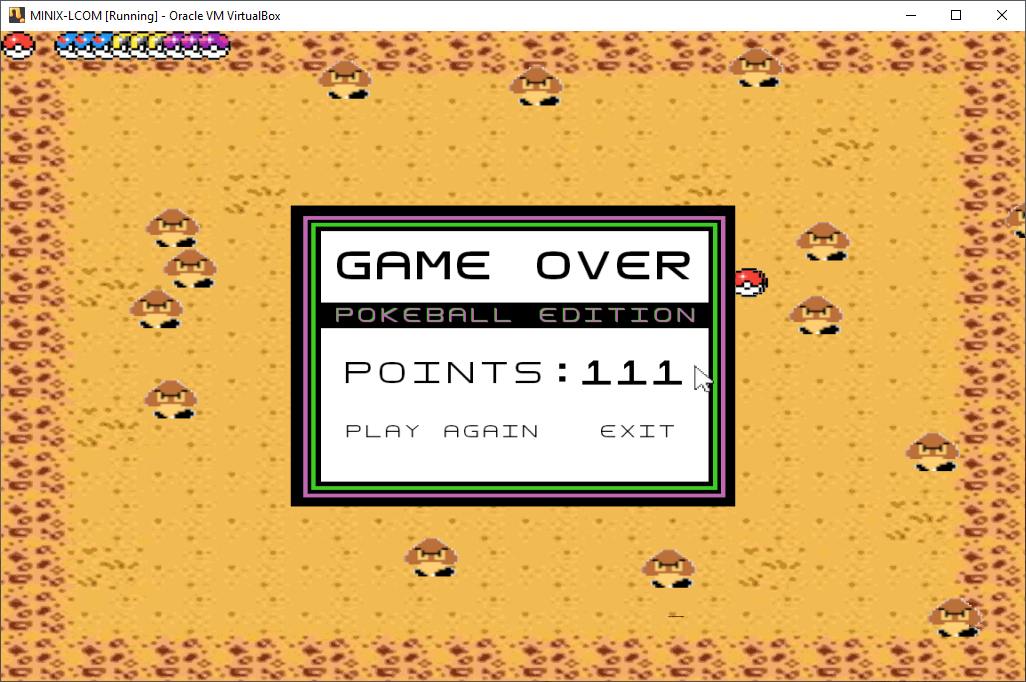 MINIX-LCOM [Running] - Oracle VM VirtualBox
GAME OVER
POKEBALL EDITION
POINTS:111
PLAY AGAIN EXIT